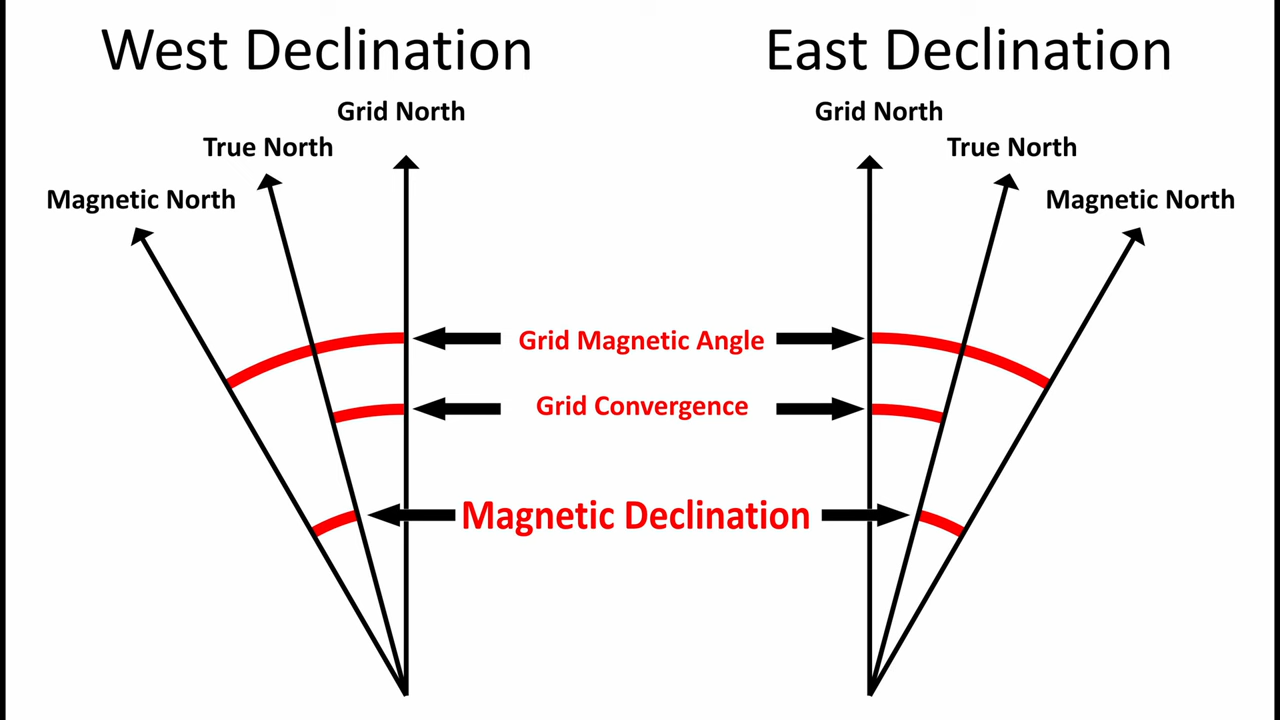 West Declination
East Declination
Grid North
Grid North
True North
True North
Magnetic North
Magnetic North
Grid Magnetic Angle
Grid Convergence
Magnetic Declination